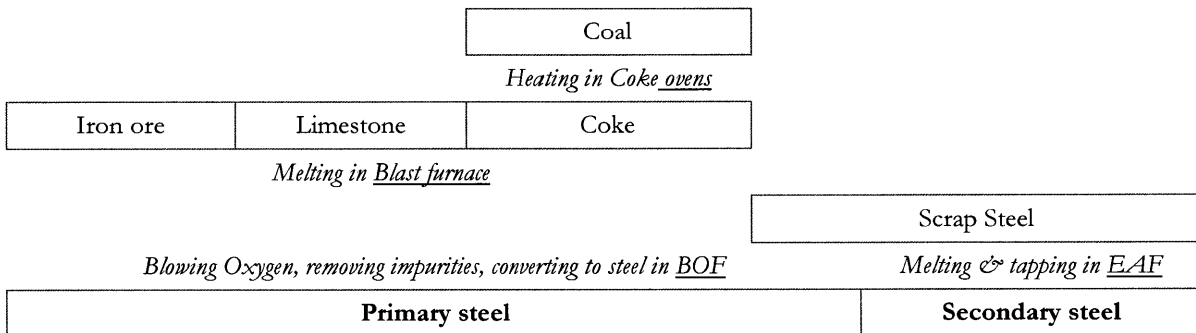 Coal
Heating in Coke ovens
Iron ore Limestone Coke
Melting in Blast furnace
Scrap Steel
Blowing Oxygen, removing impurities, converting to steel in BOF Melting & tapping in EAF
Primary steel Secondary steel